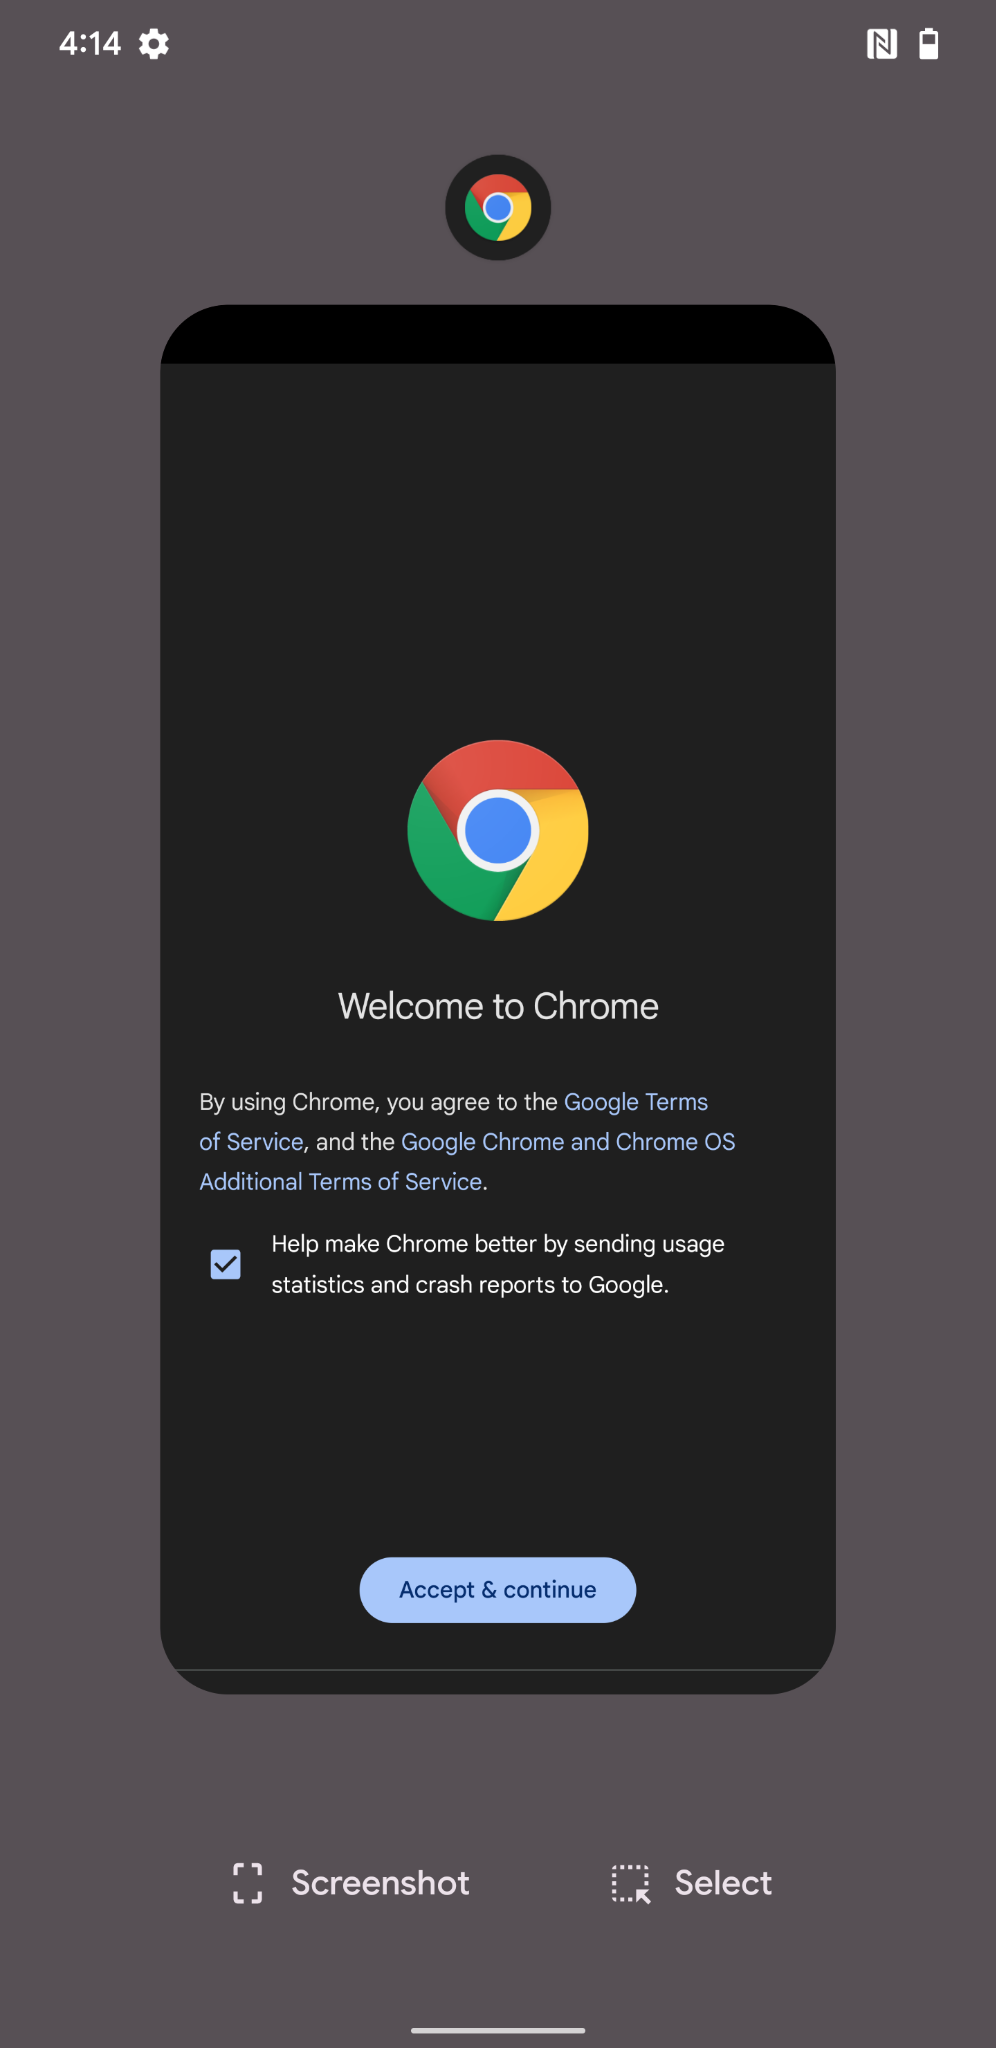 4:14
Welcome to Chrome
By using Chrome, you agree to the Google Terms
of Service, and the Google Chrome and Chrome OS
Additional Terms of Service.
Help make Chrome better by sending usage
statistics and crash reports to Google.
Accept & continue
Screenshot
Select